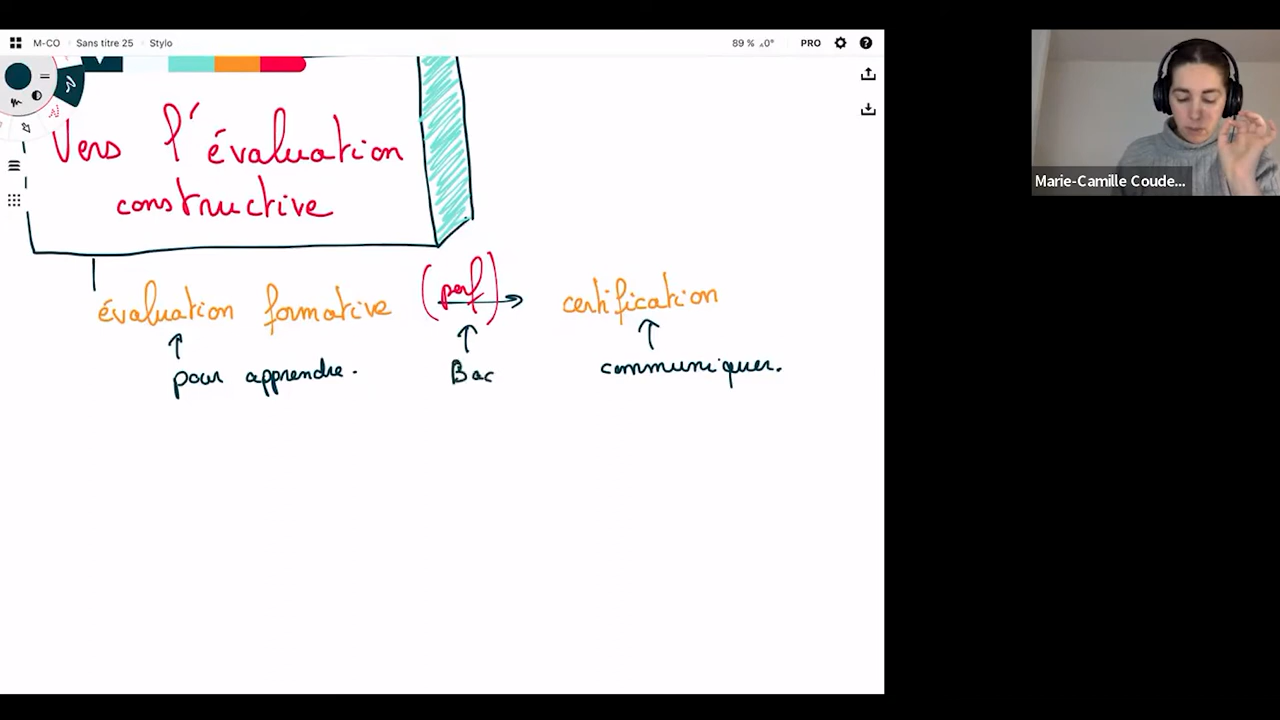 M-CO Sans titre 25 Stylo 89 % ⊿0° PRO
Vers l'évaluation
constructive
évaluation formative (perf) → certification
pour apprendre. Bac communiquer.
Marie-Camille Coude...